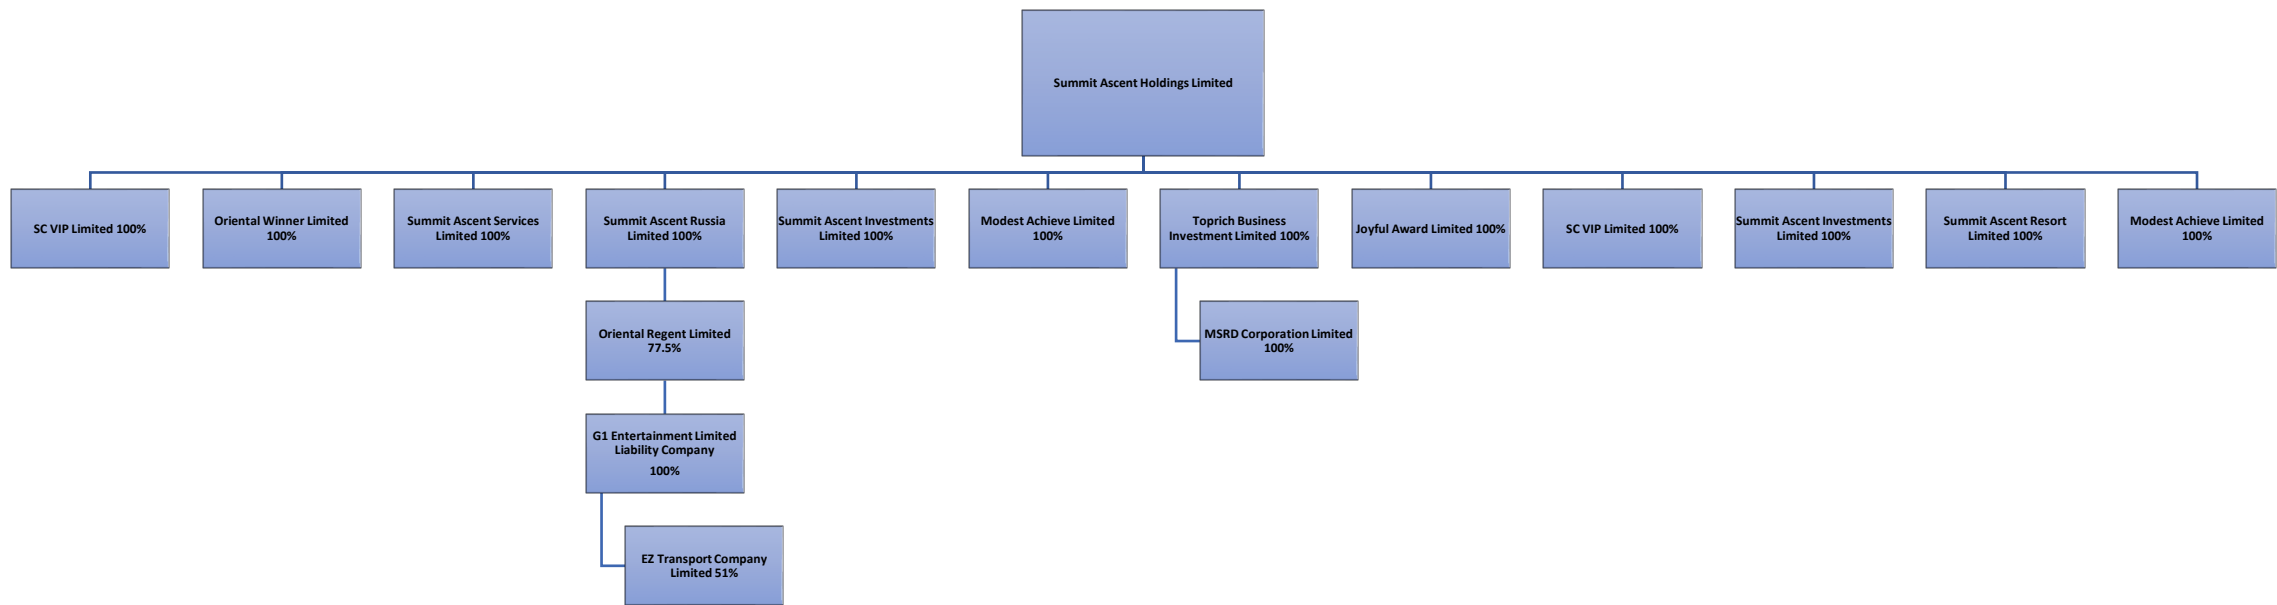 Summit Ascent Holdings Limited
SC VIP Limited 100%
Oriental Winner Limited
100%
Summit Ascent Services
Limited 100%
Summit Ascent Russia
Limited 100%
Summit Ascent Investments
Limited 100%
Modest Achieve Limited
100%
Toprich Business
Investment Limited 100%
Joyful Award Limited 100%
SC VIP Limited 100%
Summit Ascent Investments
Limited 100%
Summit Ascent Resort
Limited 100%
Modest Achieve Limited
100%
Oriental Regent Limited
77.5%
MSRD Corporation Limited
100%
G1 Entertainment Limited
Liability Company
100%
EZ Transport Company
Limited 51%